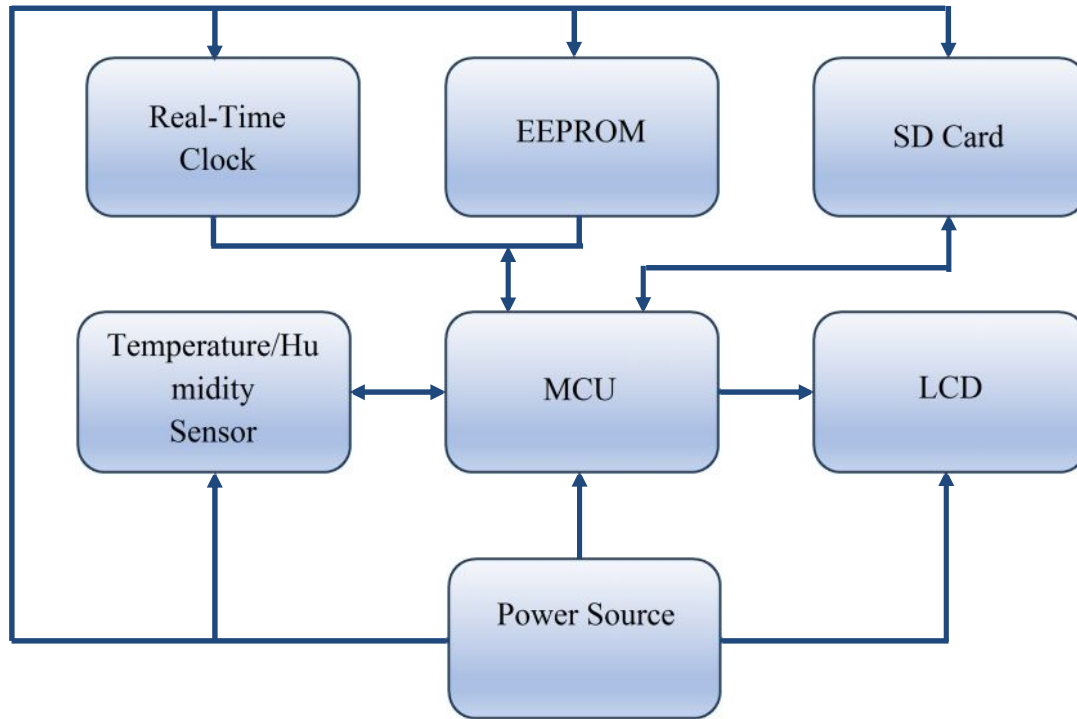 Real-Time
Clock
EEPROM
SD Card
Temperature/Hu
midity
Sensor
MCU
LCD
Power Source